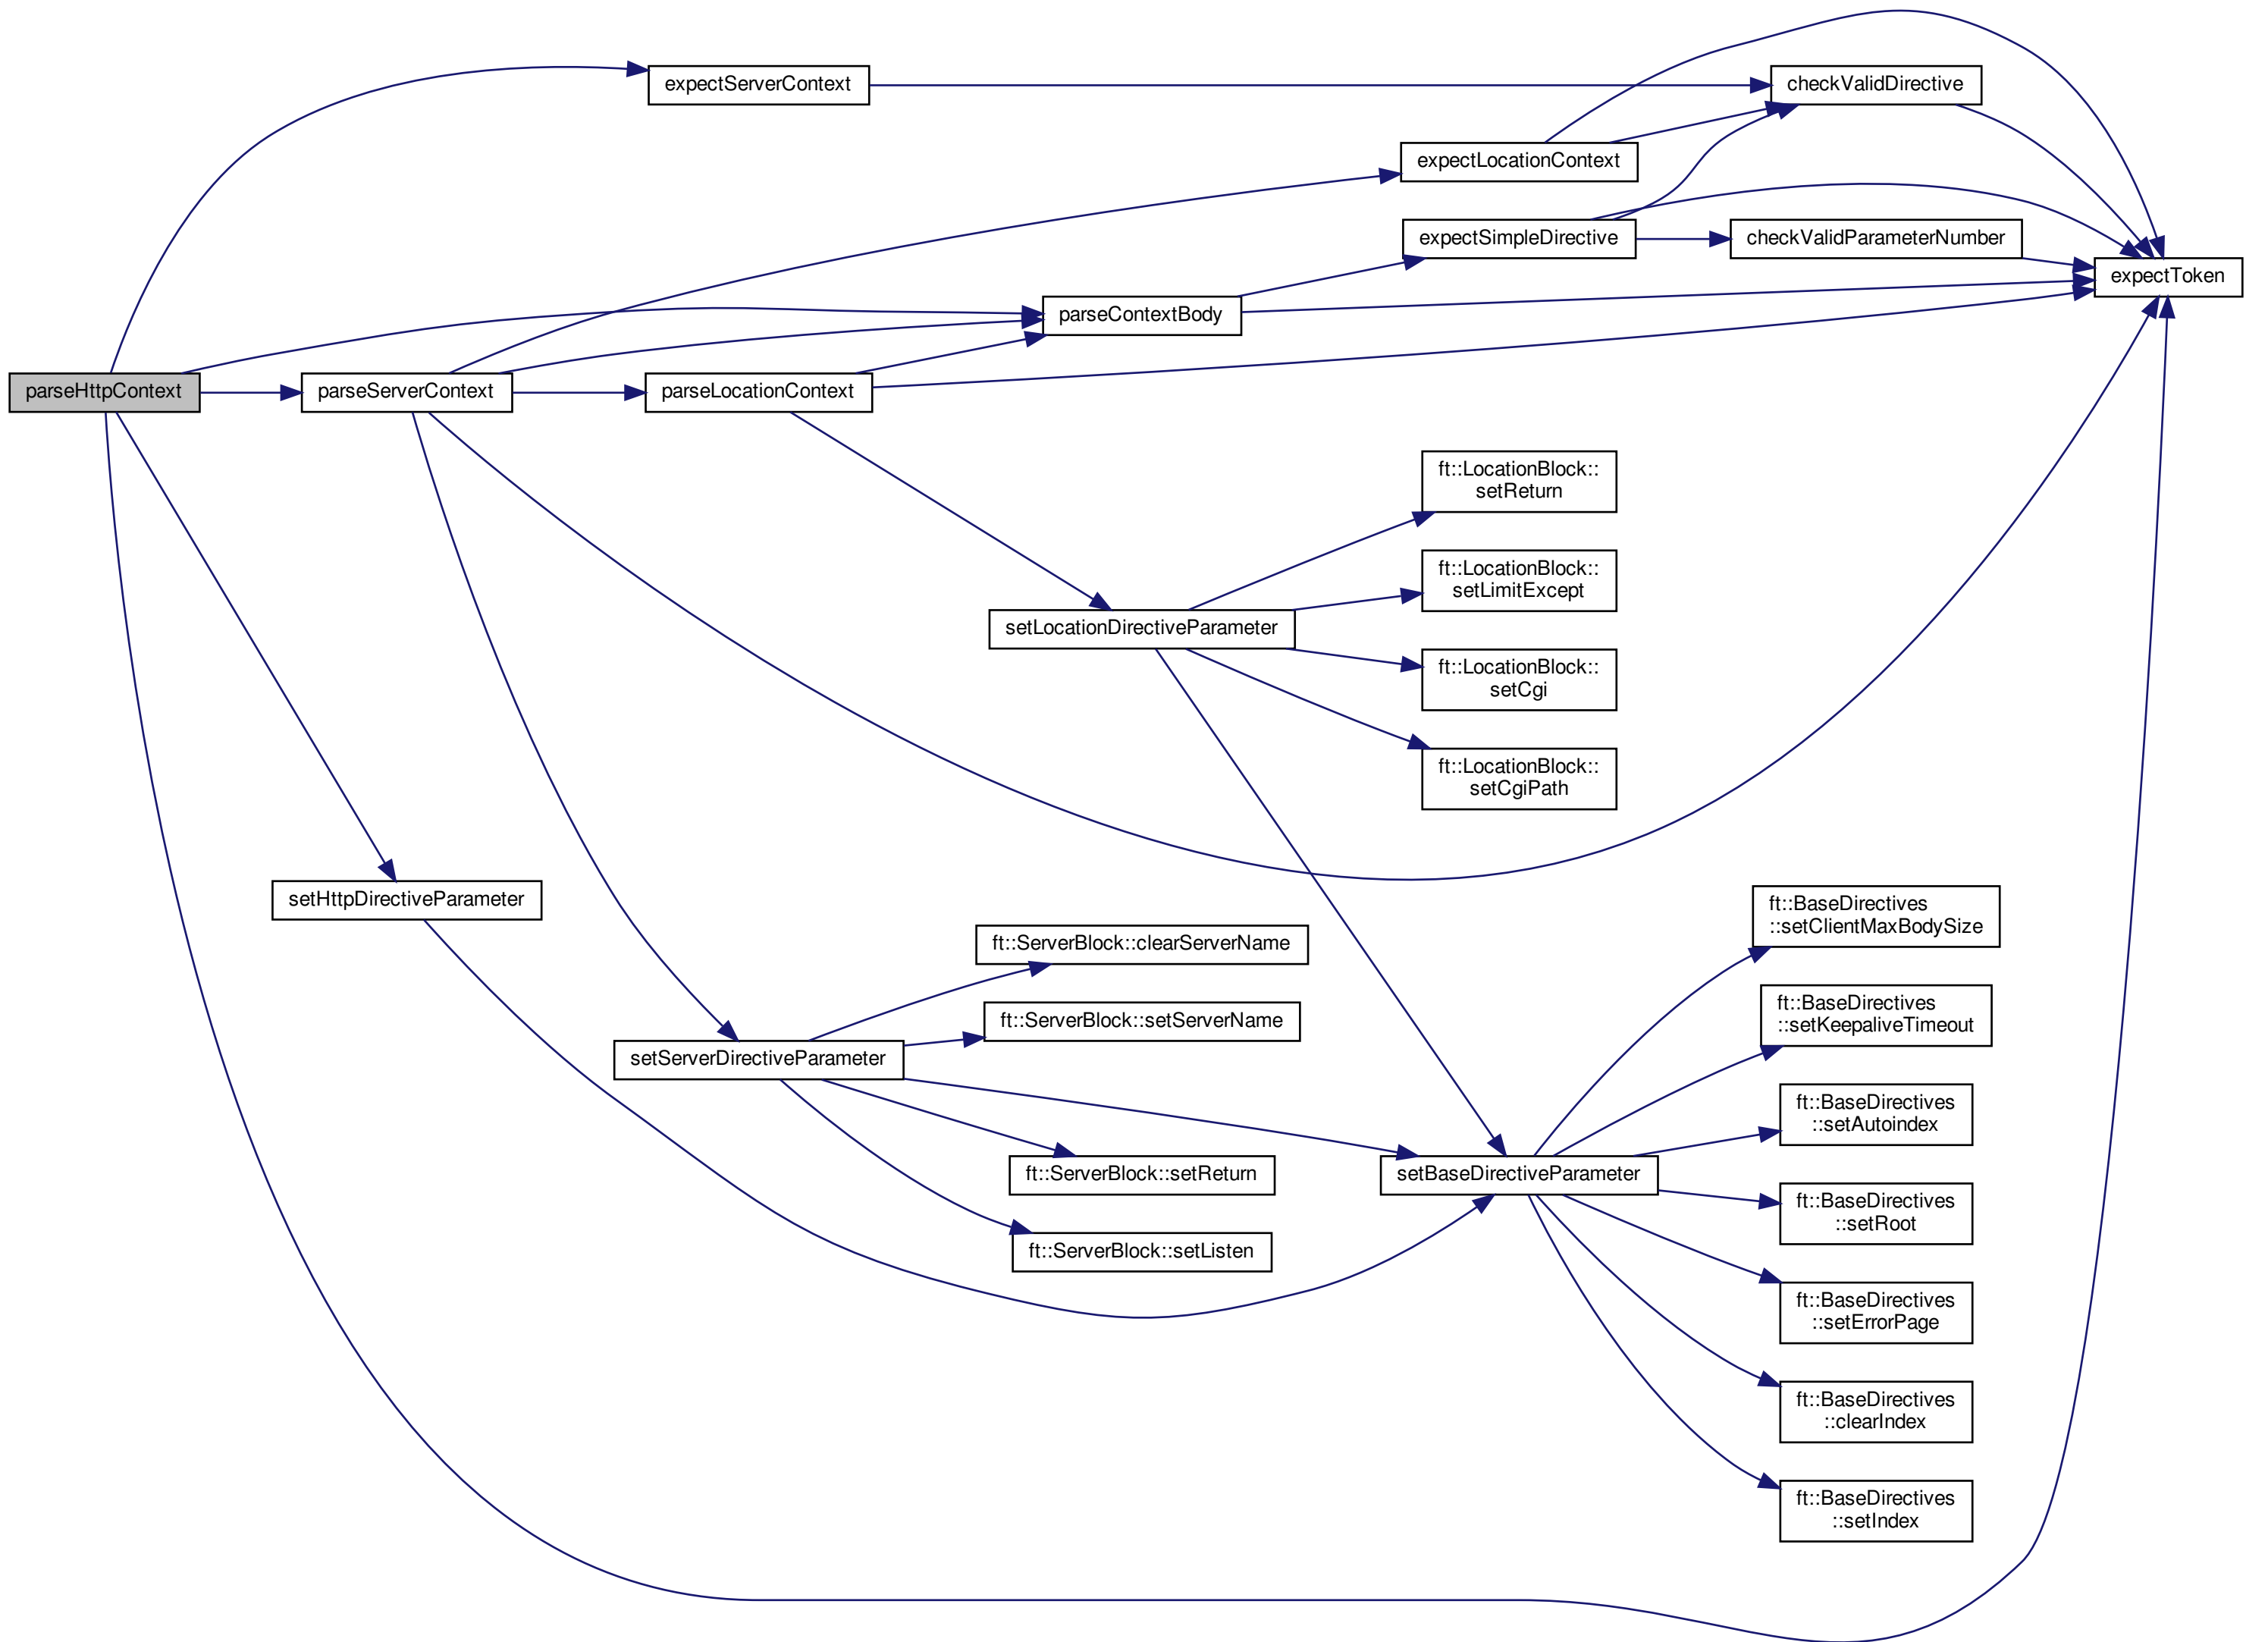 expectServerContext
checkValidDirective
expectLocationContext
expectSimpleDirective
checkValidParameterNumber
expectToken
parseContextBody
parseHttpContext
parseServerContext
parseLocationContext
ft::LocationBlock::
setReturn
ft::LocationBlock::
setLimitExcept
setLocationDirectiveParameter
ft::LocationBlock::
setCgi
ft::LocationBlock::
setCgiPath
setHttpDirectiveParameter
ft::BaseDirectives
::setClientMaxBodySize
ft::ServerBlock::clearServerName
ft::ServerBlock::setServerName
ft::BaseDirectives
::setKeepaliveTimeout
setServerDirectiveParameter
ft::BaseDirectives
::setAutoindex
ft::ServerBlock::setReturn
setBaseDirectiveParameter
ft::BaseDirectives
::setRoot
ft::ServerBlock::setListen
ft::BaseDirectives
::setErrorPage
ft::BaseDirectives
::clearIndex
ft::BaseDirectives
::setIndex